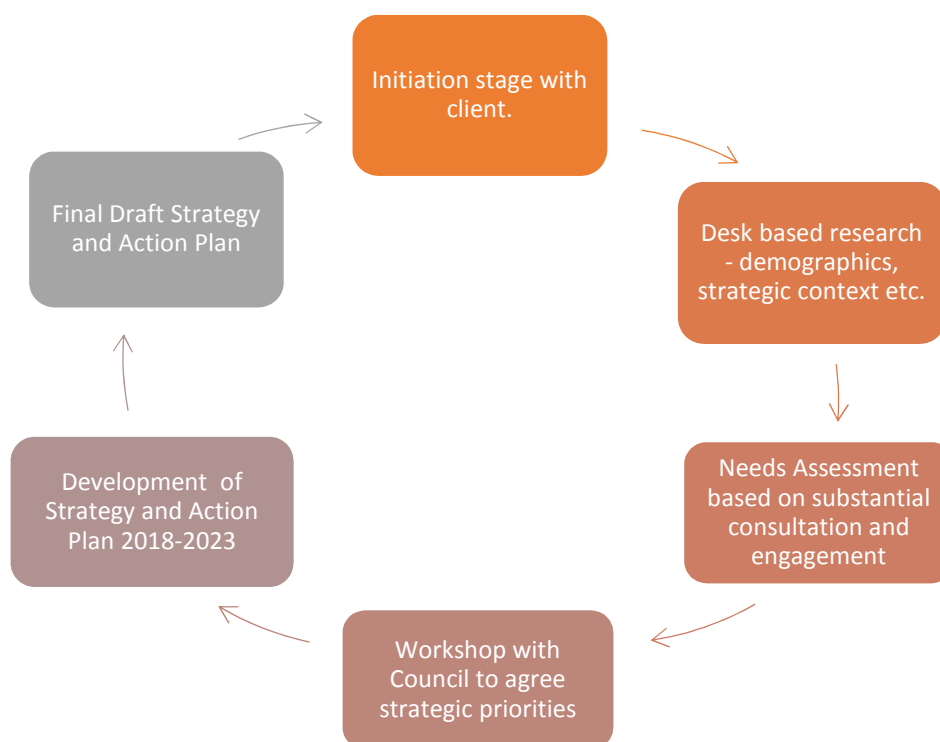 Initiation stage with
client.
Desk based research
- demographics,
strategic context etc.
Needs Assessment
based on substantial
consultation and
engagement
Workshop with
Council to agree
strategic priorities
Development  of
Strategy and Action
Plan 2018-2023
Final Draft Strategy
and Action Plan